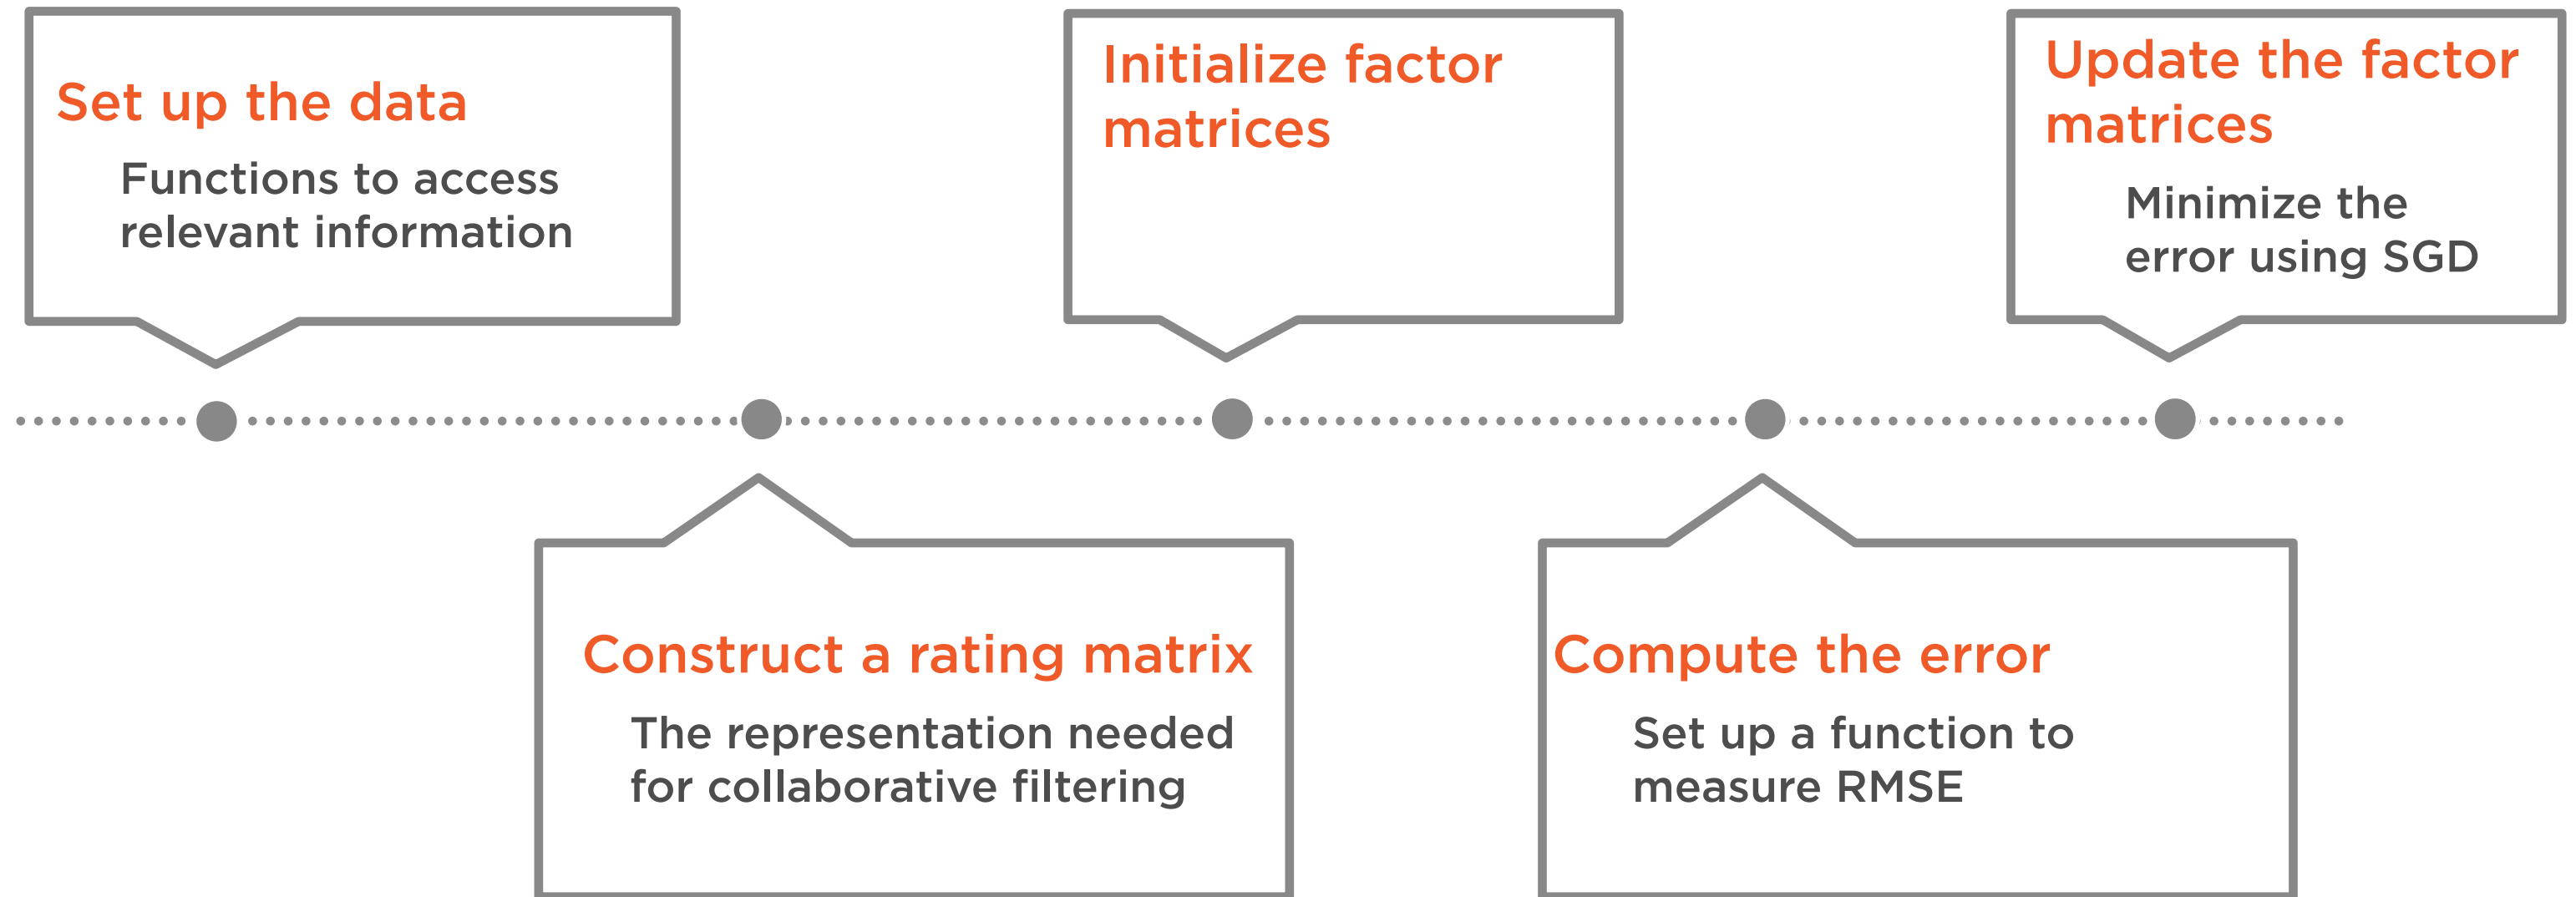 Set up the data
Functions to access
relevant information
Construct a rating matrix
The representation needed
for collaborative filtering
Initialize factor
matrices
Compute the error
Set up a function to
measure RMSE
Update the factor
matrices
Minimize the
error using SGD